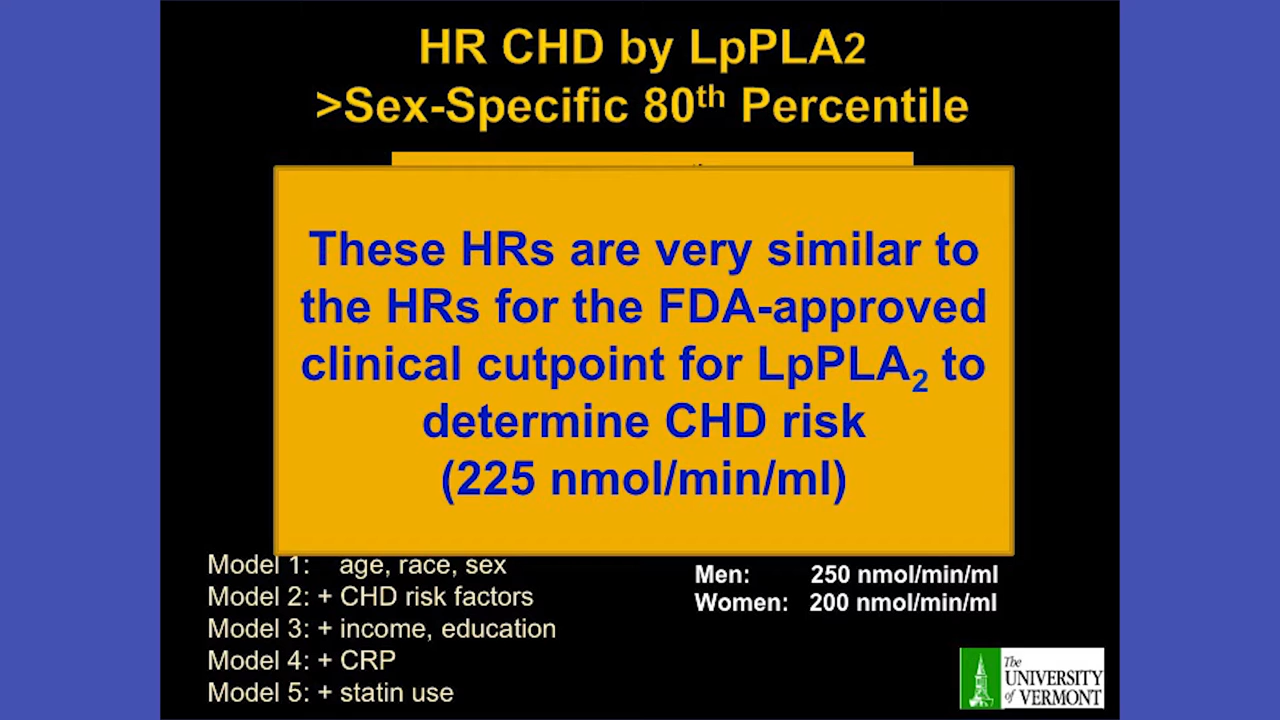 HR CHD by LpPLA2
>Sex-Specific 80th Percentile
These HRs are very similar to
the HRs for the FDA-approved
clinical cutpoint for LpPLA2 to
determine CHD risk
(225 nmol/min/ml)
Model 1: age, race, sex
Model 2: + CHD risk factors
Model 3: + income, education
Model 4: + CRP
Model 5: + statin use
Men: 250 nmol/min/ml
Women: 200 nmol/min/ml
The
UNIVERSITY
of VERMONT